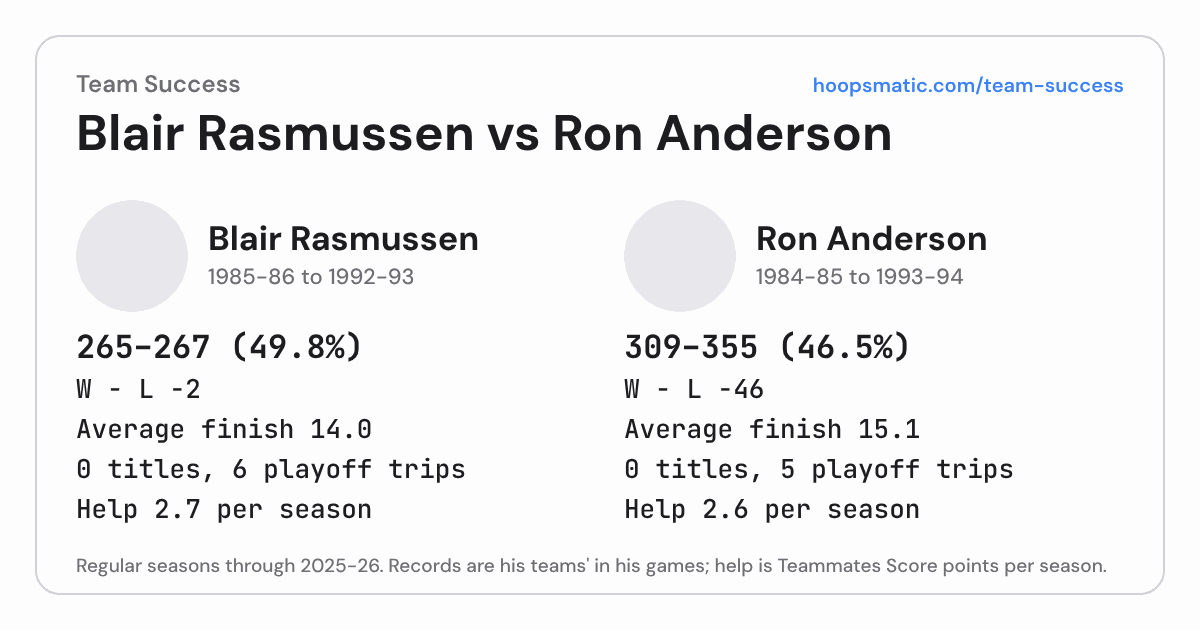 Team Success
hoopsmatic.com/team-success
Blair Rasmussen vs Ron Anderson
Blair Rasmussen
1985-86 to 1992-93
265-267 (49.8%)
W - L -2
Average finish 14.0
0 titles, 6 playoff trips
Help 2.7 per season
Ron Anderson
1984-85 to 1993-94
309-355 (46.5%)
W - L -46
Average finish 15.1
0 titles, 5 playoff trips
Help 2.6 per season
Regular seasons through 2025-26. Records are his teams' in his games; help is Teammates Score points per season.